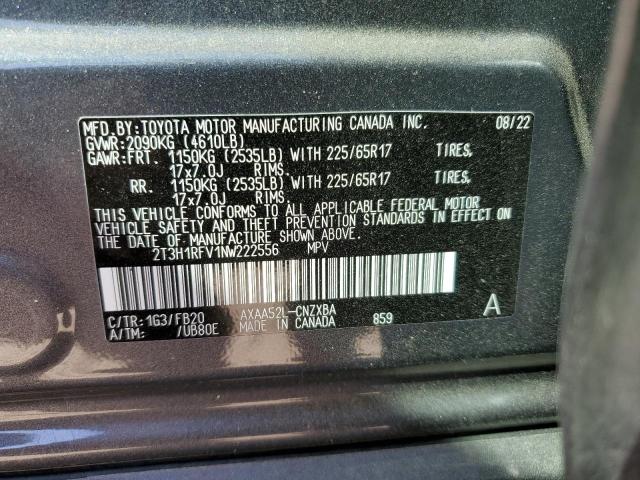 MFD.BY:TOYOTA MOTOR MANUFACTURING CANADA INC. 08/22
GVWR:2090KG (4610LB)
GAWR:FRT. 1150KG (2535LB) WITH 225/65R17 TIRES,
17x7.0J RIMS.
RR. 1150KG (2535LB) WITH 225/65R17 TIRES,
17x7.0J RIMS.
THIS VEHICLE CONFORMS TO ALL APPLICABLE FEDERAL MOTOR
VEHICLE SAFETY AND THEFT PREVENTION STANDARDS IN EFFECT ON
THE DATE OF MANUFACTURE SHOWN ABOVE.
2T3H1RFV1NW222556 MPV
C/TR:1G3/FB20 AXAA52L-CNZXBA A
A/TM: /UB80E MADE IN CANADA 859